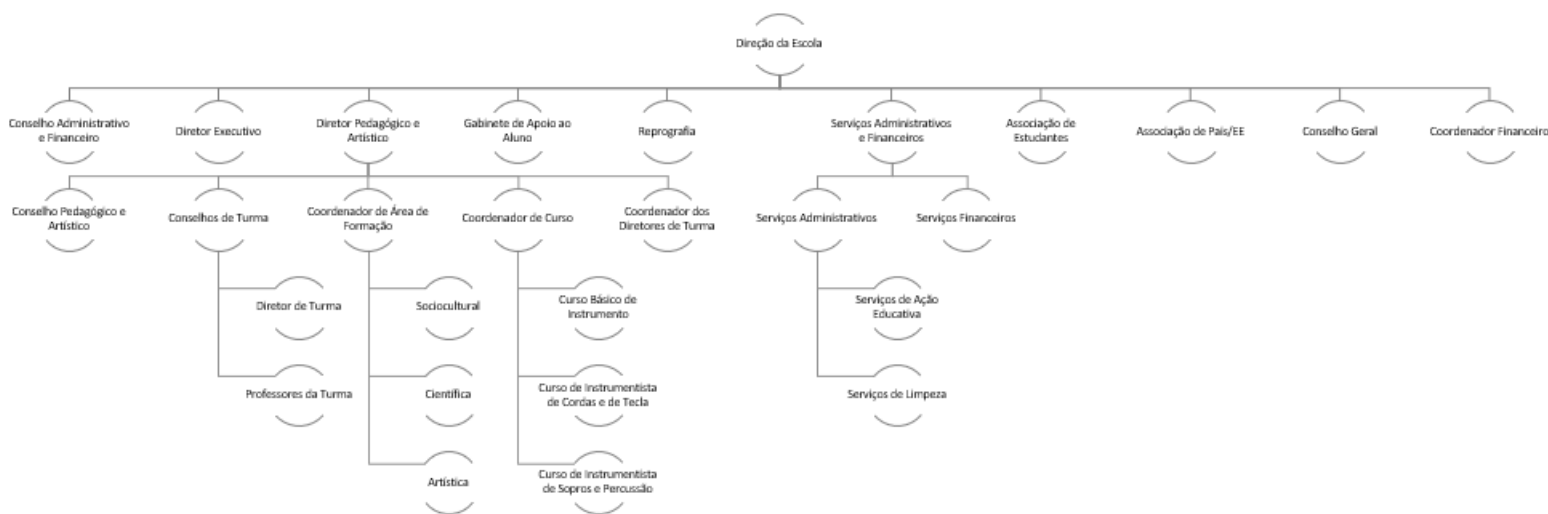 Direção da Escola
Conselho Administrativo
e Financeiro
Diretor Executivo
Diretor Pedagógico e
Artístico
Gabinete de Apoio ao
Aluno
Reprografia
Serviços Administrativos
e Financeiros
Associação de
Estudantes
Associação de Pais/EE
Conselho Geral
Coordenador Financeiro
Conselho Pedagógico e
Artístico
Conselhos de Turma
Coordenador de Área de
Formação
Coordenador de Curso
Coordenador dos
Diretores de Turma
Serviços Administrativos
Serviços Financeiros
Diretor de Turma
Sociocultural
Curso Básico de
Instrumento
Serviços de Ação
Educativa
Professores da Turma
Científica
Curso de Instrumentista
de Cordas e de Tecla
Serviços de Limpeza
Artística
Curso de Instrumentista
de Sopros e Percussão